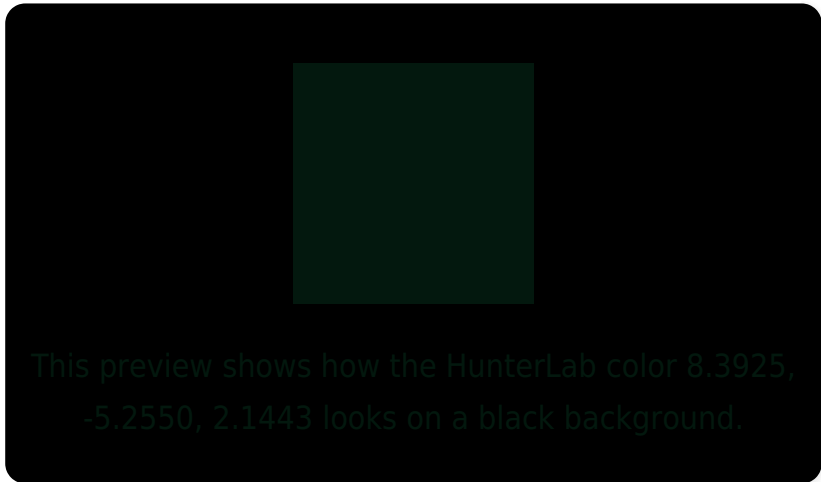 This preview shows how the HunterLab color 8.3925,
-5.2550, 2.1443 looks on a black background.